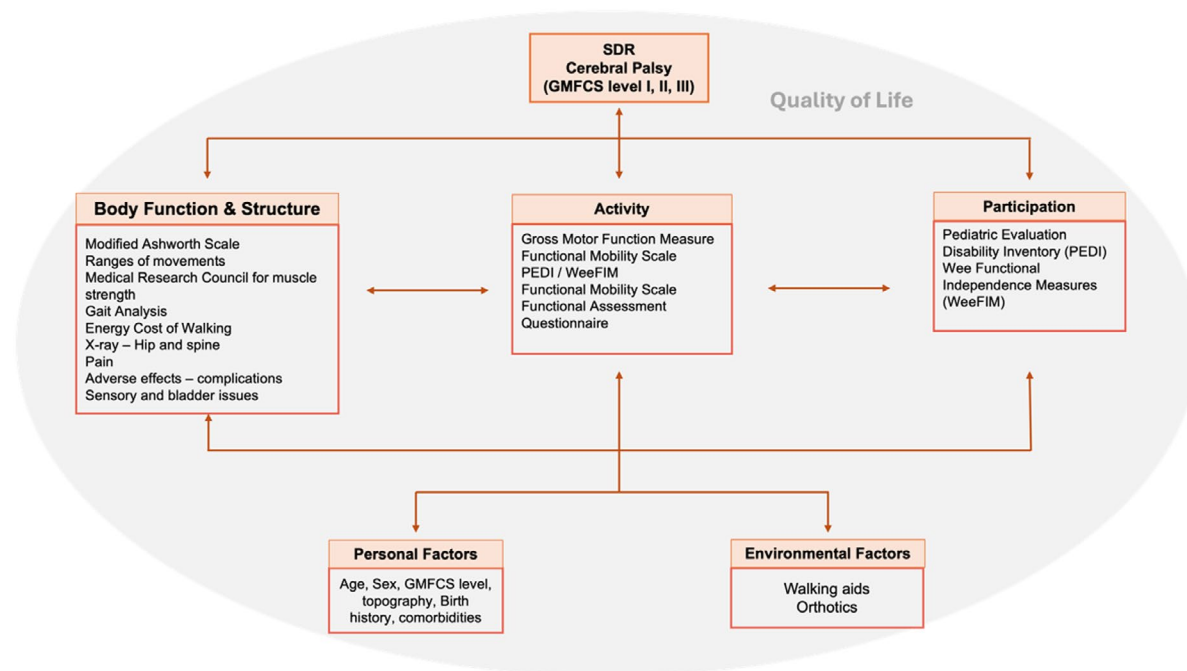 SDR
Cerebral Palsy
(GMFCS level I, II, III)
Quality of Life
Body Function & Structure
Modified Ashworth Scale
Ranges of movements
Medical Research Council for muscle
strength
Gait Analysis
Energy Cost of Walking
X-ray – Hip and spine
Pain
Adverse effects – complications
Sensory and bladder issues
Activity
Gross Motor Function Measure
Functional Mobility Scale
PEDI / WeeFIM
Functional Mobility Scale
Functional Assessment
Questionnaire
Participation
Pediatric Evaluation
Disability Inventory (PEDI)
Wee Functional
Independence Measures
(WeeFIM)
Personal Factors
Age, Sex, GMFCS level,
topography, Birth
history, comorbidities
Environmental Factors
Walking aids
Orthotics